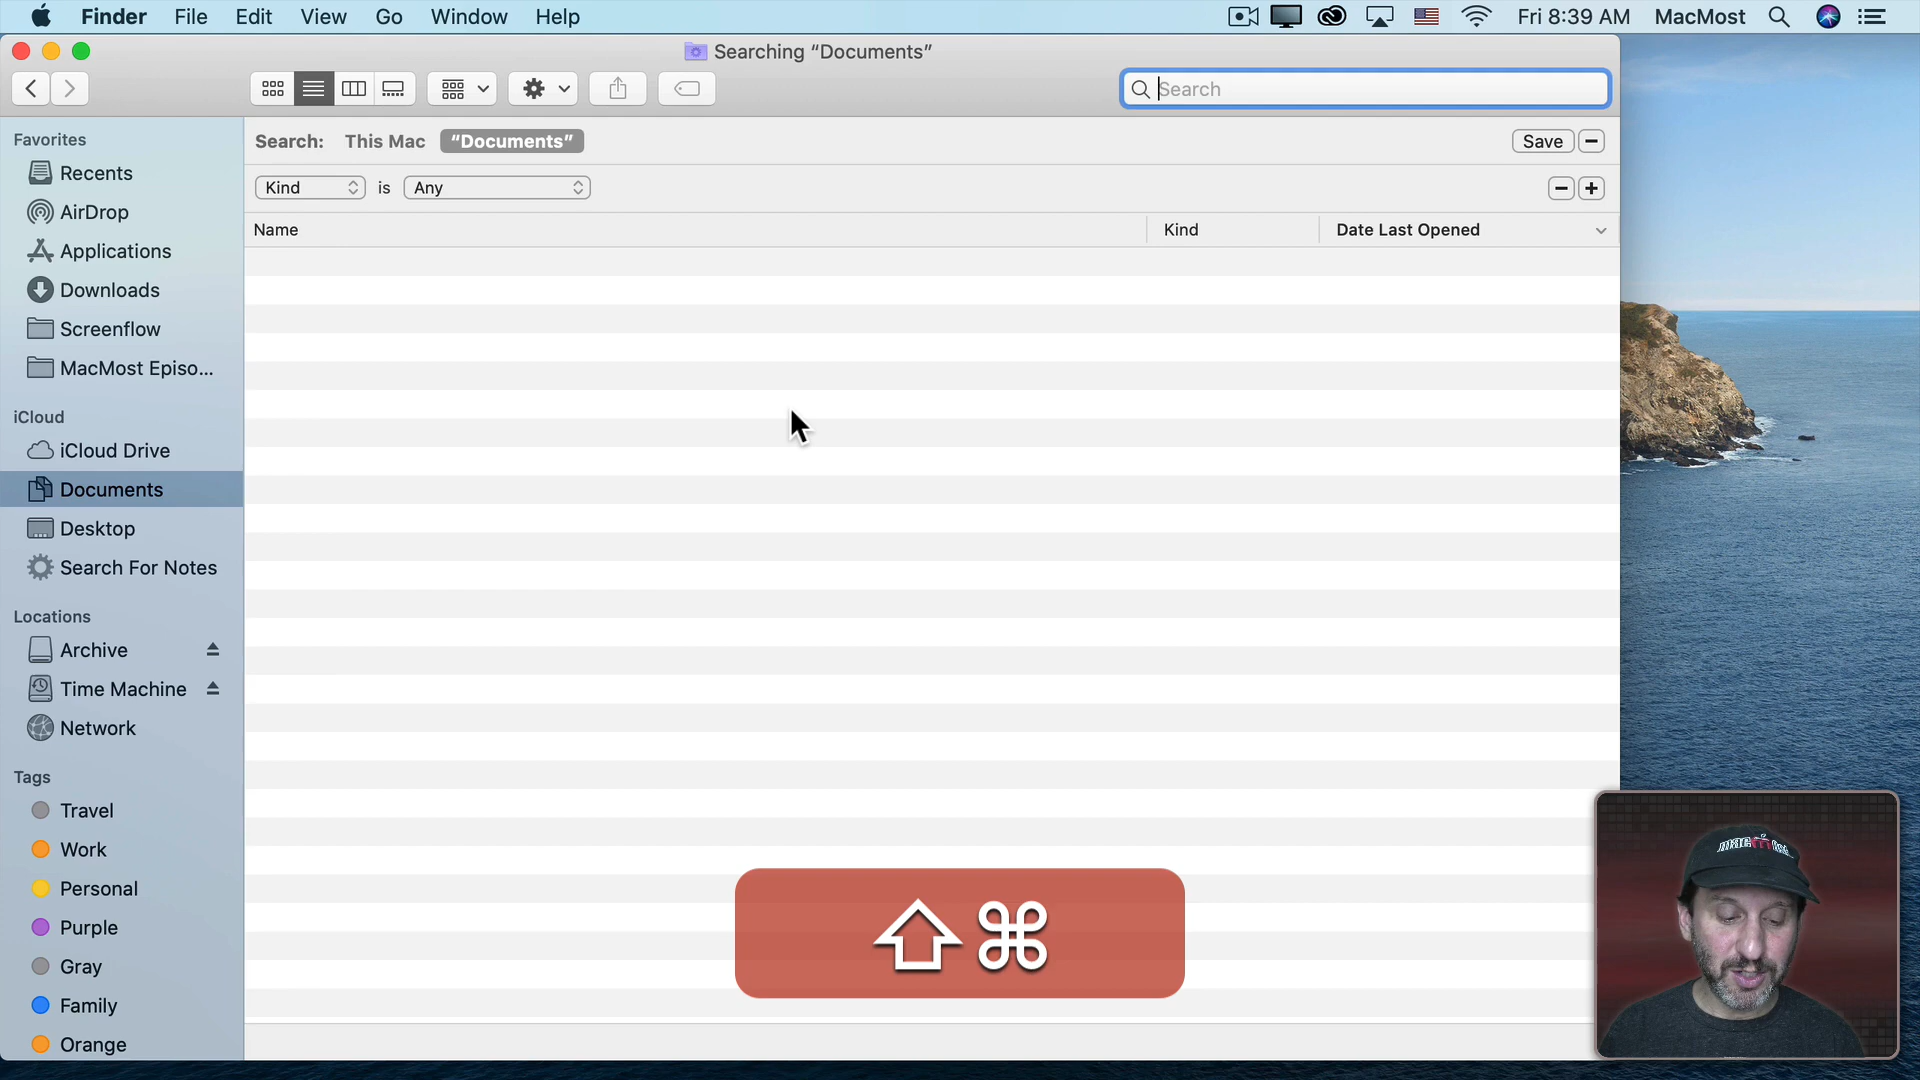 Finder File Edit View Go Window Help Fri 8:39 AM MacMost
Searching “Documents”
Search
Search: This Mac “Documents” Save
Kind is Any
Name Kind Date Last Opened
Favorites
Recents
AirDrop
Applications
Downloads
Screenflow
MacMost Episo...
iCloud
iCloud Drive
Documents
Desktop
Search For Notes
Locations
Archive
Time Machine
Network
Tags
Travel
Work
Personal
Purple
Gray
Family
Orange
⇧⌘